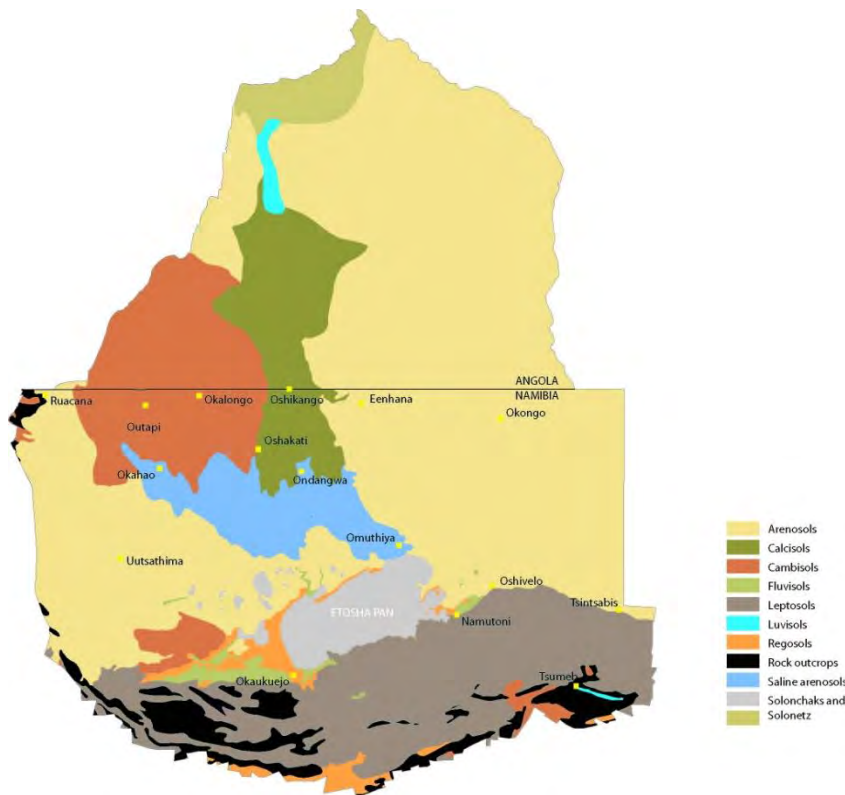 ANGOLA
NAMIBIA
Ruacana
Okalongo
Oshikango
Eenhana
Okongo
Outapi
Oshakati
Okahao
Ondangwa
Omuthiya
Uutsathima
Oshivelo
ETOSHA PAN
Namutoni
Tsintsabis
Okaukuejo
Tsumeb
Arenosols
Calcisols
Cambisols
Fluvisols
Leptosols
Luvisols
Regosols
Rock outcrops
Saline arenosols
Solonchaks and
Solonetz